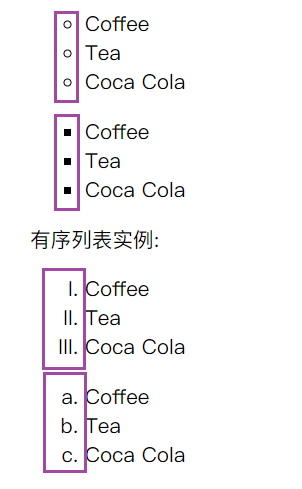 ○ Coffee
○ Tea
○ Coca Cola
■ Coffee
■ Tea
■ Coca Cola
有序列表实例:
I. Coffee
II. Tea
III. Coca Cola
a. Coffee
b. Tea
c. Coca Cola